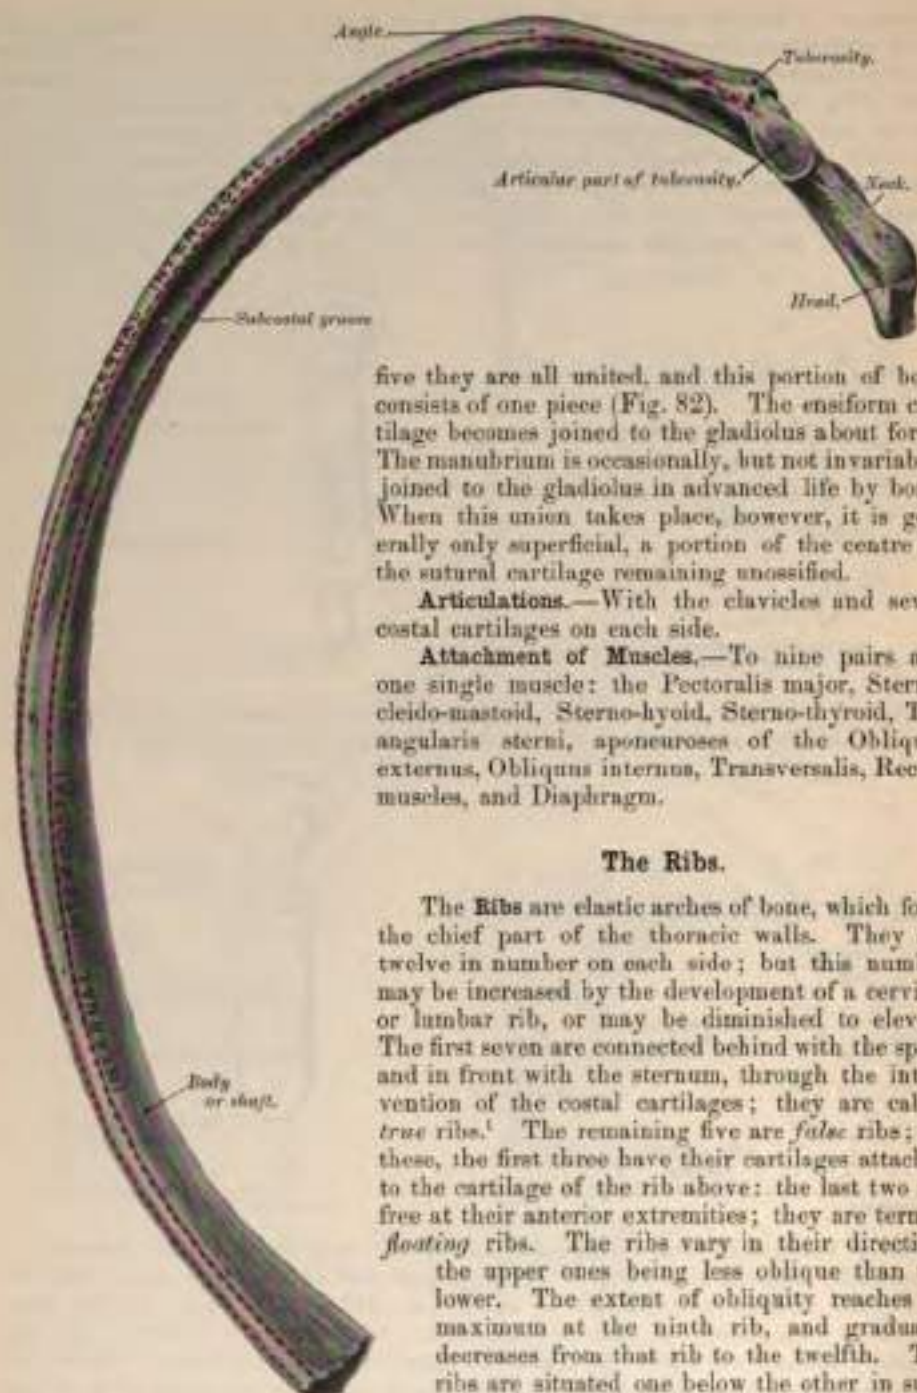 Angle.
Tuberosity.
Articular part of tuberosity.
Neck.
Head.
Subcostal groove
Body
or shaft.
five they are all united, and this portion of bo
consists of one piece (Fig. 82). The ensiform c
tilage becomes joined to the gladiolus about for
The manubrium is occasionally, but not invariab
joined to the gladiolus in advanced life by bo
When this union takes place, however, it is g
erally only superficial, a portion of the centre
the sutural cartilage remaining unossified.
Articulations.—With the clavicles and sev
costal cartilages on each side.
Attachment of Muscles.—To nine pairs a
one single muscle: the Pectoralis major, Ster
cleido-mastoid, Sterno-hyoid, Sterno-thyroid, T
angularis sterni, aponeuroses of the Obliq
externus, Obliquus internus, Transversalis, Rec
muscles, and Diaphragm.
The Ribs.
The Ribs are elastic arches of bone, which fo
the chief part of the thoracic walls. They
twelve in number on each side; but this numb
may be increased by the development of a cervi
or lumbar rib, or may be diminished to elev
The first seven are connected behind with the sp
and in front with the sternum, through the int
vention of the costal cartilages; they are cal
true ribs.¹ The remaining five are false ribs;
these, the first three have their cartilages attach
to the cartilage of the rib above: the last two
free at their anterior extremities; they are term
floating ribs. The ribs vary in their directi
the upper ones being less oblique than
lower. The extent of obliquity reaches
maximum at the ninth rib, and gradua
decreases from that rib to the twelfth. T
ribs are situated one below the other in s